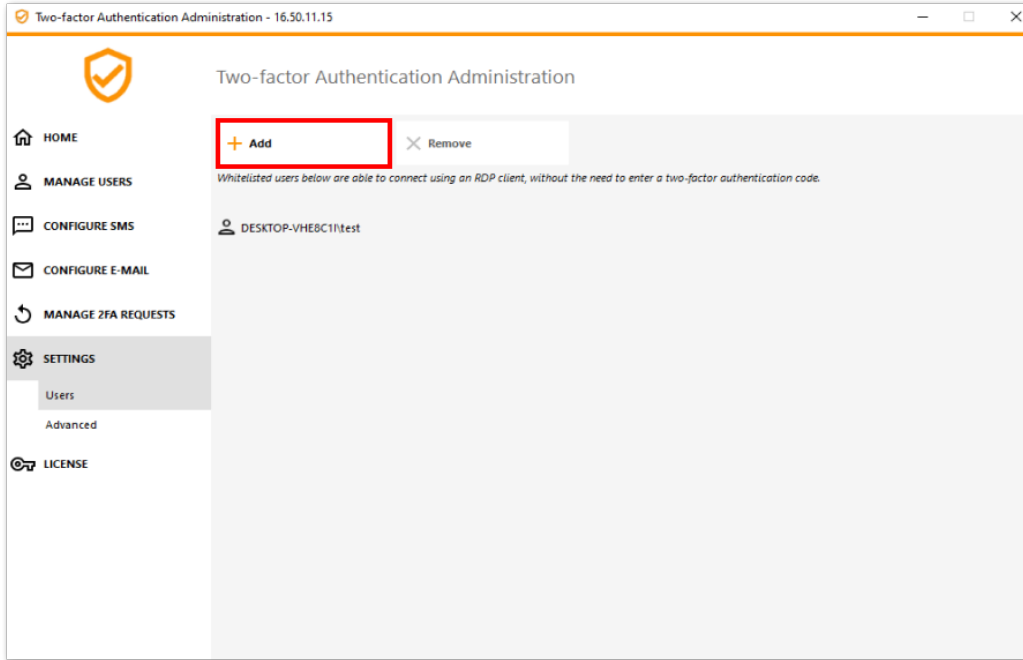 Two-factor Authentication Administration - 16.50.11.15
Two-factor Authentication Administration
HOME
MANAGE USERS
CONFIGURE SMS
CONFIGURE E-MAIL
MANAGE 2FA REQUESTS
SETTINGS
Users
Advanced
LICENSE
Add
Remove
Whitelisted users below are able to connect using an RDP client, without the need to enter a two-factor authentication code.
DESKTOP-VHE8C1I\test